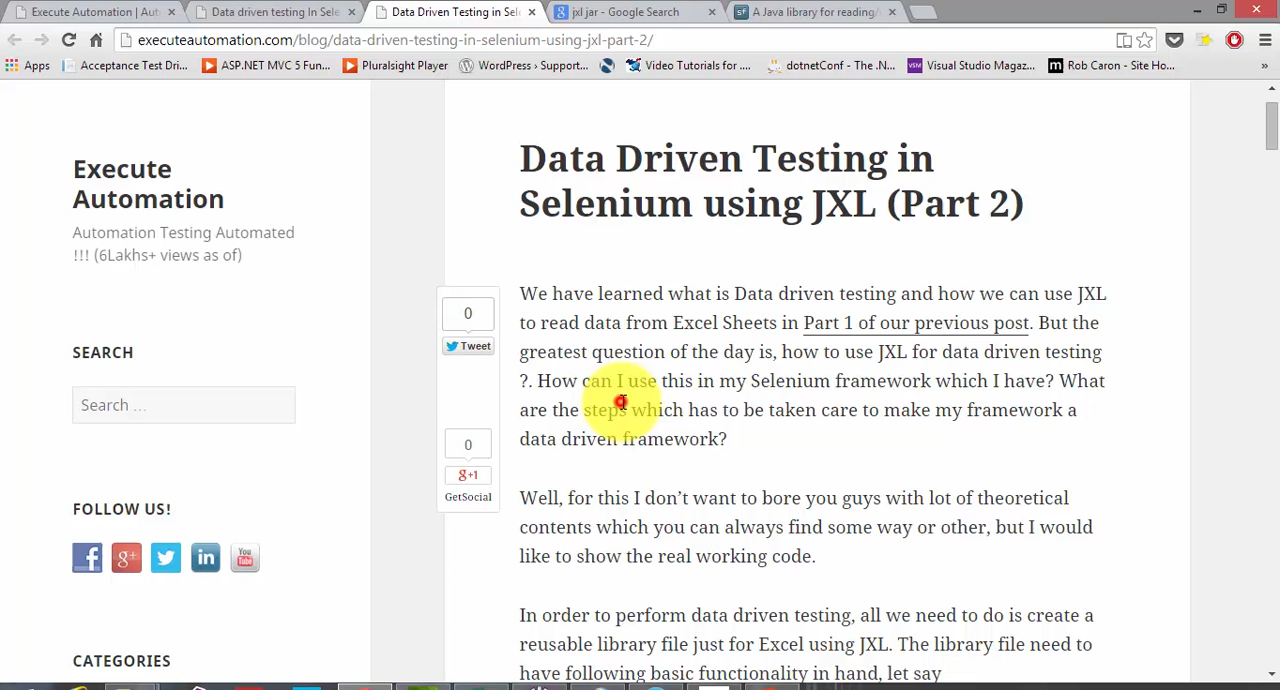 Execute Automation | Aut
Data driven testing In Sele
Data Driven Testing in Sel
jxl jar - Google Search
A Java library for reading/
executeautomation.com/blog/data-driven-testing-in-selenium-using-jxl-part-2/
Apps
Acceptance Test Dri...
ASP.NET MVC 5 Fun...
Pluralsight Player
WordPress › Support...
Video Tutorials for ....
dotnetConf - The .N...
Visual Studio Magaz...
Rob Caron - Site Ho...
Execute
Automation
Automation Testing Automated
!!! (6Lakhs+ views as of)
SEARCH
Search …
FOLLOW US!
You
Tube
CATEGORIES
0
Tweet
0
g+1
GetSocial
Data Driven Testing in
Selenium using JXL (Part 2)
We have learned what is Data driven testing and how we can use JXL
to read data from Excel Sheets in Part 1 of our previous post. But the
greatest question of the day is, how to use JXL for data driven testing
?. How can I use this in my Selenium framework which I have? What
are the steps which has to be taken care to make my framework a
data driven framework?
Well, for this I don’t want to bore you guys with lot of theoretical
contents which you can always find some way or other, but I would
like to show the real working code.
In order to perform data driven testing, all we need to do is create a
reusable library file just for Excel using JXL. The library file need to
have following basic functionality in hand, let say